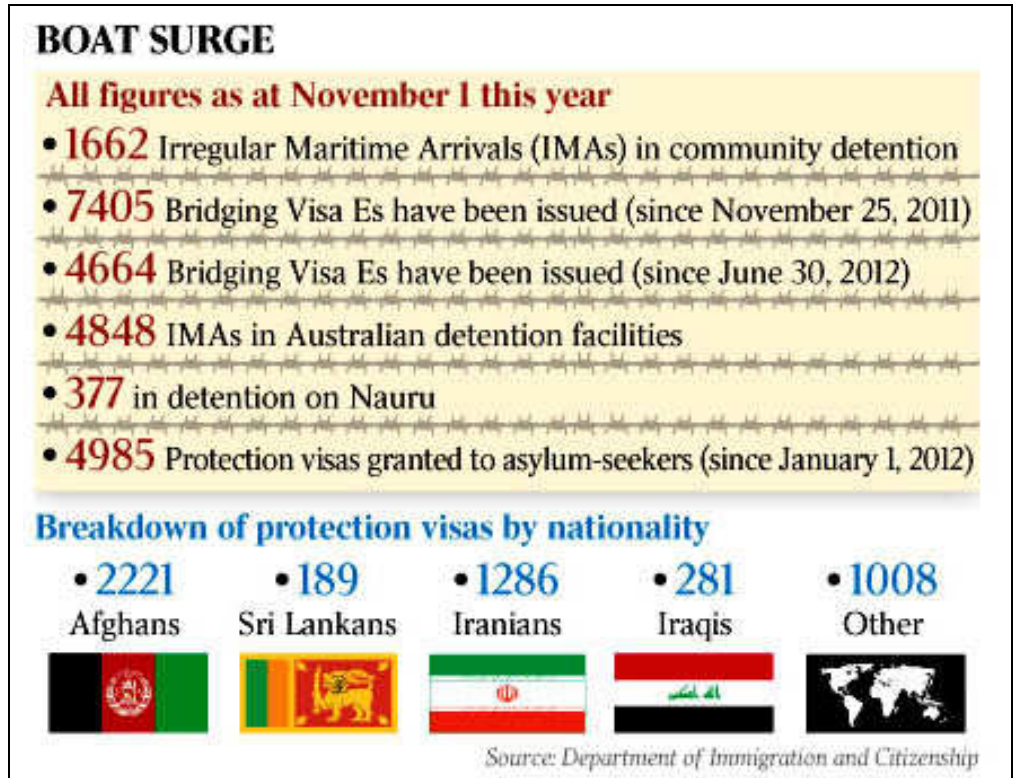 BOAT SURGE
All figures as at November 1 this year
• 1662 Irregular Maritime Arrivals (IMAs) in community detention
• 7405 Bridging Visa Es have been issued (since November 25, 2011)
• 4664 Bridging Visa Es have been issued (since June 30, 2012)
• 4848 IMAs in Australian detention facilities
• 377 in detention on Nauru
• 4985 Protection visas granted to asylum-seekers (since January 1, 2012)
Breakdown of protection visas by nationality
• 2221 • 189 • 1286 • 281 • 1008
Afghans Sri Lankans Iranians Iraqis Other
الله اكبر
Source: Department of Immigration and Citizenship